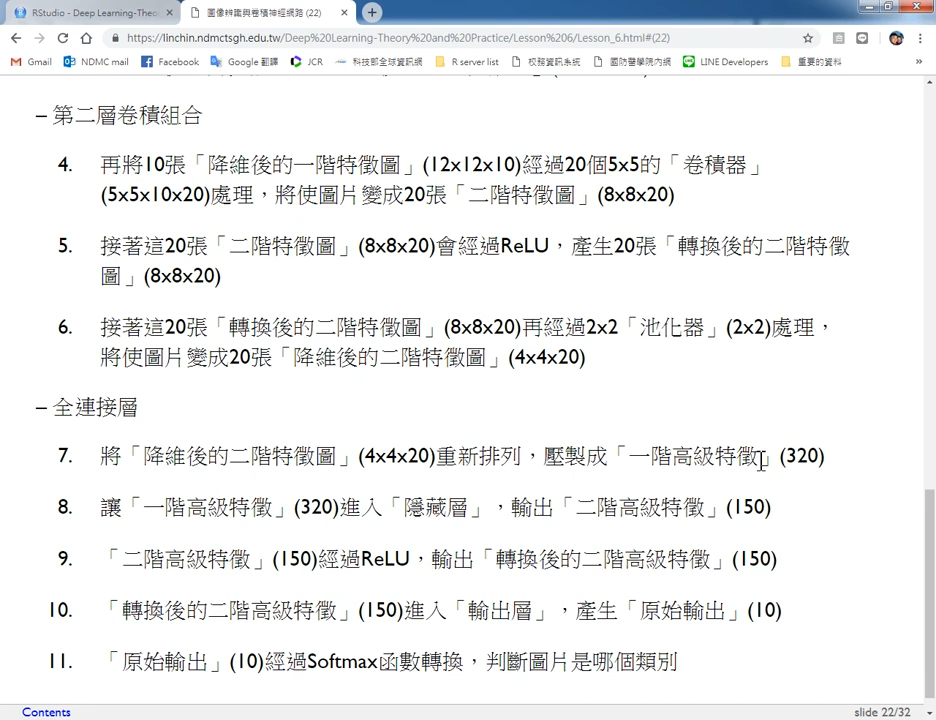 RStudio - Deep Learning-Theo
圖像辨識與卷積神經網路 (22)
https://linchin.ndmctsgh.edu.tw/Deep%20Learning-Theory%20and%20Practice/Lesson%206/Lesson_6.html#(22)
Gmail NDMC mail Facebook Google 翻譯 JCR 科技部全球資訊網 R server list 校務資訊系統 國防醫學院內網 LINE Developers 重要的資料 »
– 第二層卷積組合
4. 再將10張「降維後的一階特徵圖」(12x12x10)經過20個5x5的「卷積器」
(5x5x10x20)處理，將使圖片變成20張「二階特徵圖」(8x8x20)
5. 接著這20張「二階特徵圖」(8x8x20)會經過ReLU，產生20張「轉換後的二階特徵
圖」(8x8x20)
6. 接著這20張「轉換後的二階特徵圖」(8x8x20)再經過2x2「池化器」(2x2)處理，
將使圖片變成20張「降維後的二階特徵圖」(4x4x20)
– 全連接層
7. 將「降維後的二階特徵圖」(4x4x20)重新排列，壓製成「一階高級特徵」(320)
8. 讓「一階高級特徵」(320)進入「隱藏層」，輸出「二階高級特徵」(150)
9. 「二階高級特徵」(150)經過ReLU，輸出「轉換後的二階高級特徵」(150)
10. 「轉換後的二階高級特徵」(150)進入「輸出層」，產生「原始輸出」(10)
11. 「原始輸出」(10)經過Softmax函數轉換，判斷圖片是哪個類別
Contents
slide 22/32